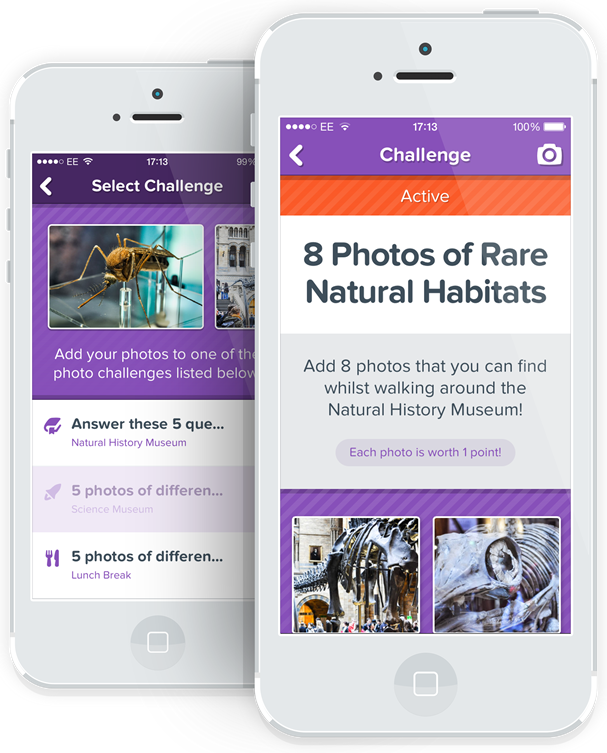 EE 17:13 99%
Select Challenge
Add your photos to one of the
photo challenges listed below
Answer these 5 que...
Natural History Museum
5 photos of differen...
Science Museum
5 photos of differen...
Lunch Break
EE 17:13 100%
Challenge
Active
8 Photos of Rare
Natural Habitats
Add 8 photos that you can find
whilst walking around the
Natural History Museum!
Each photo is worth 1 point!